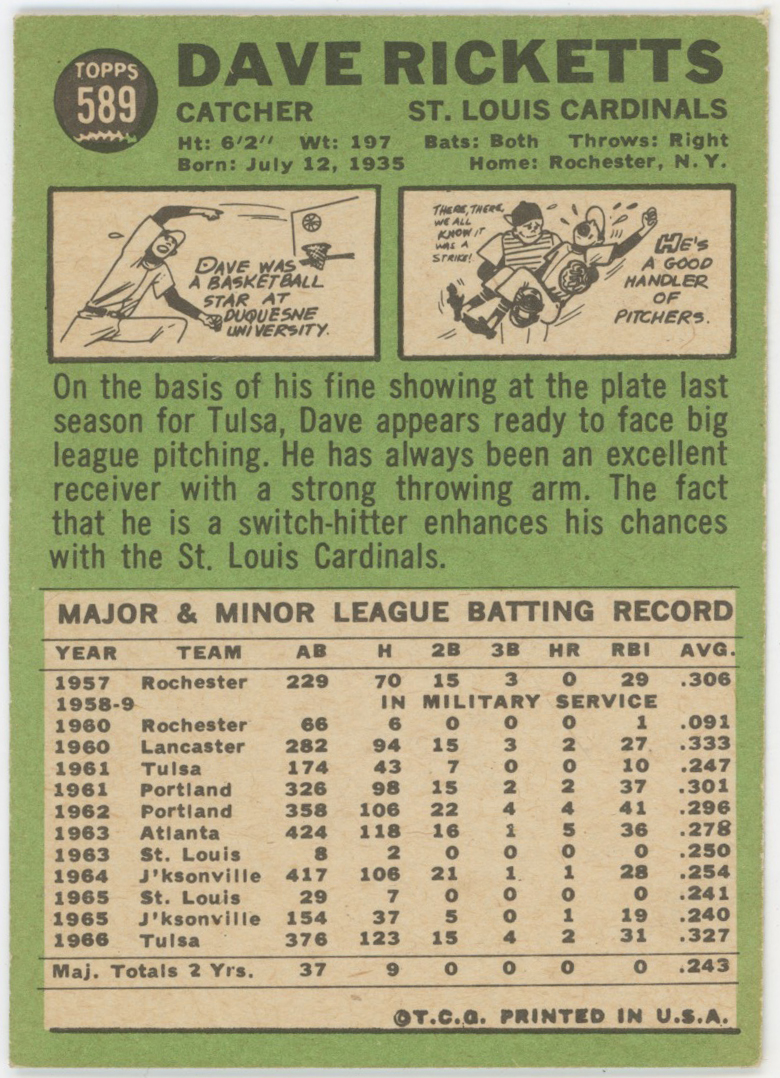 TOPPS
589
DAVE RICKETTS
CATCHER ST. LOUIS CARDINALS
Ht: 6'2" Wt: 197 Bats: Both Throws: Right
Born: July 12, 1935 Home: Rochester, N. Y.
DAVE WAS
A BASKETBALL
STAR AT
DUQUESNE
UNIVERSITY.
THERE, THERE,
WE ALL
KNOW IT
WAS A
STRIKE!
HE'S
A GOOD
HANDLER
OF
PITCHERS.
On the basis of his fine showing at the plate last
season for Tulsa, Dave appears ready to face big
league pitching. He has always been an excellent
receiver with a strong throwing arm. The fact
that he is a switch-hitter enhances his chances
with the St. Louis Cardinals.
MAJOR & MINOR LEAGUE BATTING RECORD
YEAR TEAM AB H 2B 3B HR RBI AVG.
1957 Rochester 229 70 15 3 0 29 .306
1958-9 IN MILITARY SERVICE
1960 Rochester 66 6 0 0 0 1 .091
1960 Lancaster 282 94 15 3 2 27 .333
1961 Tulsa 174 43 7 0 0 10 .247
1961 Portland 326 98 15 2 2 37 .301
1962 Portland 358 106 22 4 4 41 .296
1963 Atlanta 424 118 16 1 5 36 .278
1963 St. Louis 8 2 0 0 0 0 .250
1964 J'ksonville 417 106 21 1 1 28 .254
1965 St. Louis 29 7 0 0 0 0 .241
1965 J'ksonville 154 37 5 0 1 19 .240
1966 Tulsa 376 123 15 4 2 31 .327
Maj. Totals 2 Yrs. 37 9 0 0 0 0 .243
©T.C.G. PRINTED IN U.S.A.